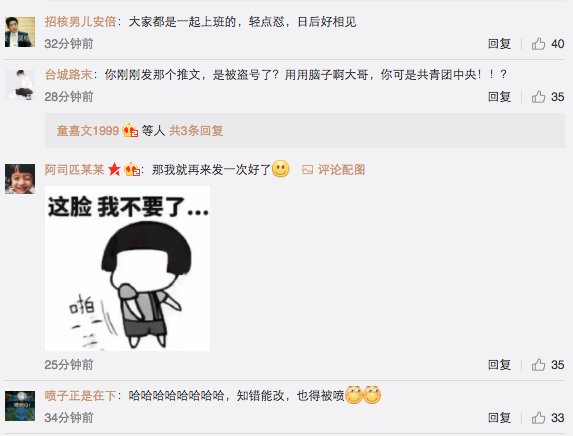 招核男儿安倍：大家都是一起上班的，轻点怼，日后好相见
32分钟前 回复 40
台城路末：你刚刚发那个推文，是被盗号了？用用脑子啊大哥，你可是共青团中央！！？
28分钟前 回复 35
童嘉文1999 等人 共3条回复
阿司匹某某：那我就再来发一次好了 评论配图
这脸 我不要了...
啪
25分钟前 回复 35
喷子正是在下：哈哈哈哈哈哈哈哈，知错能改，也得被喷
34分钟前 回复 33